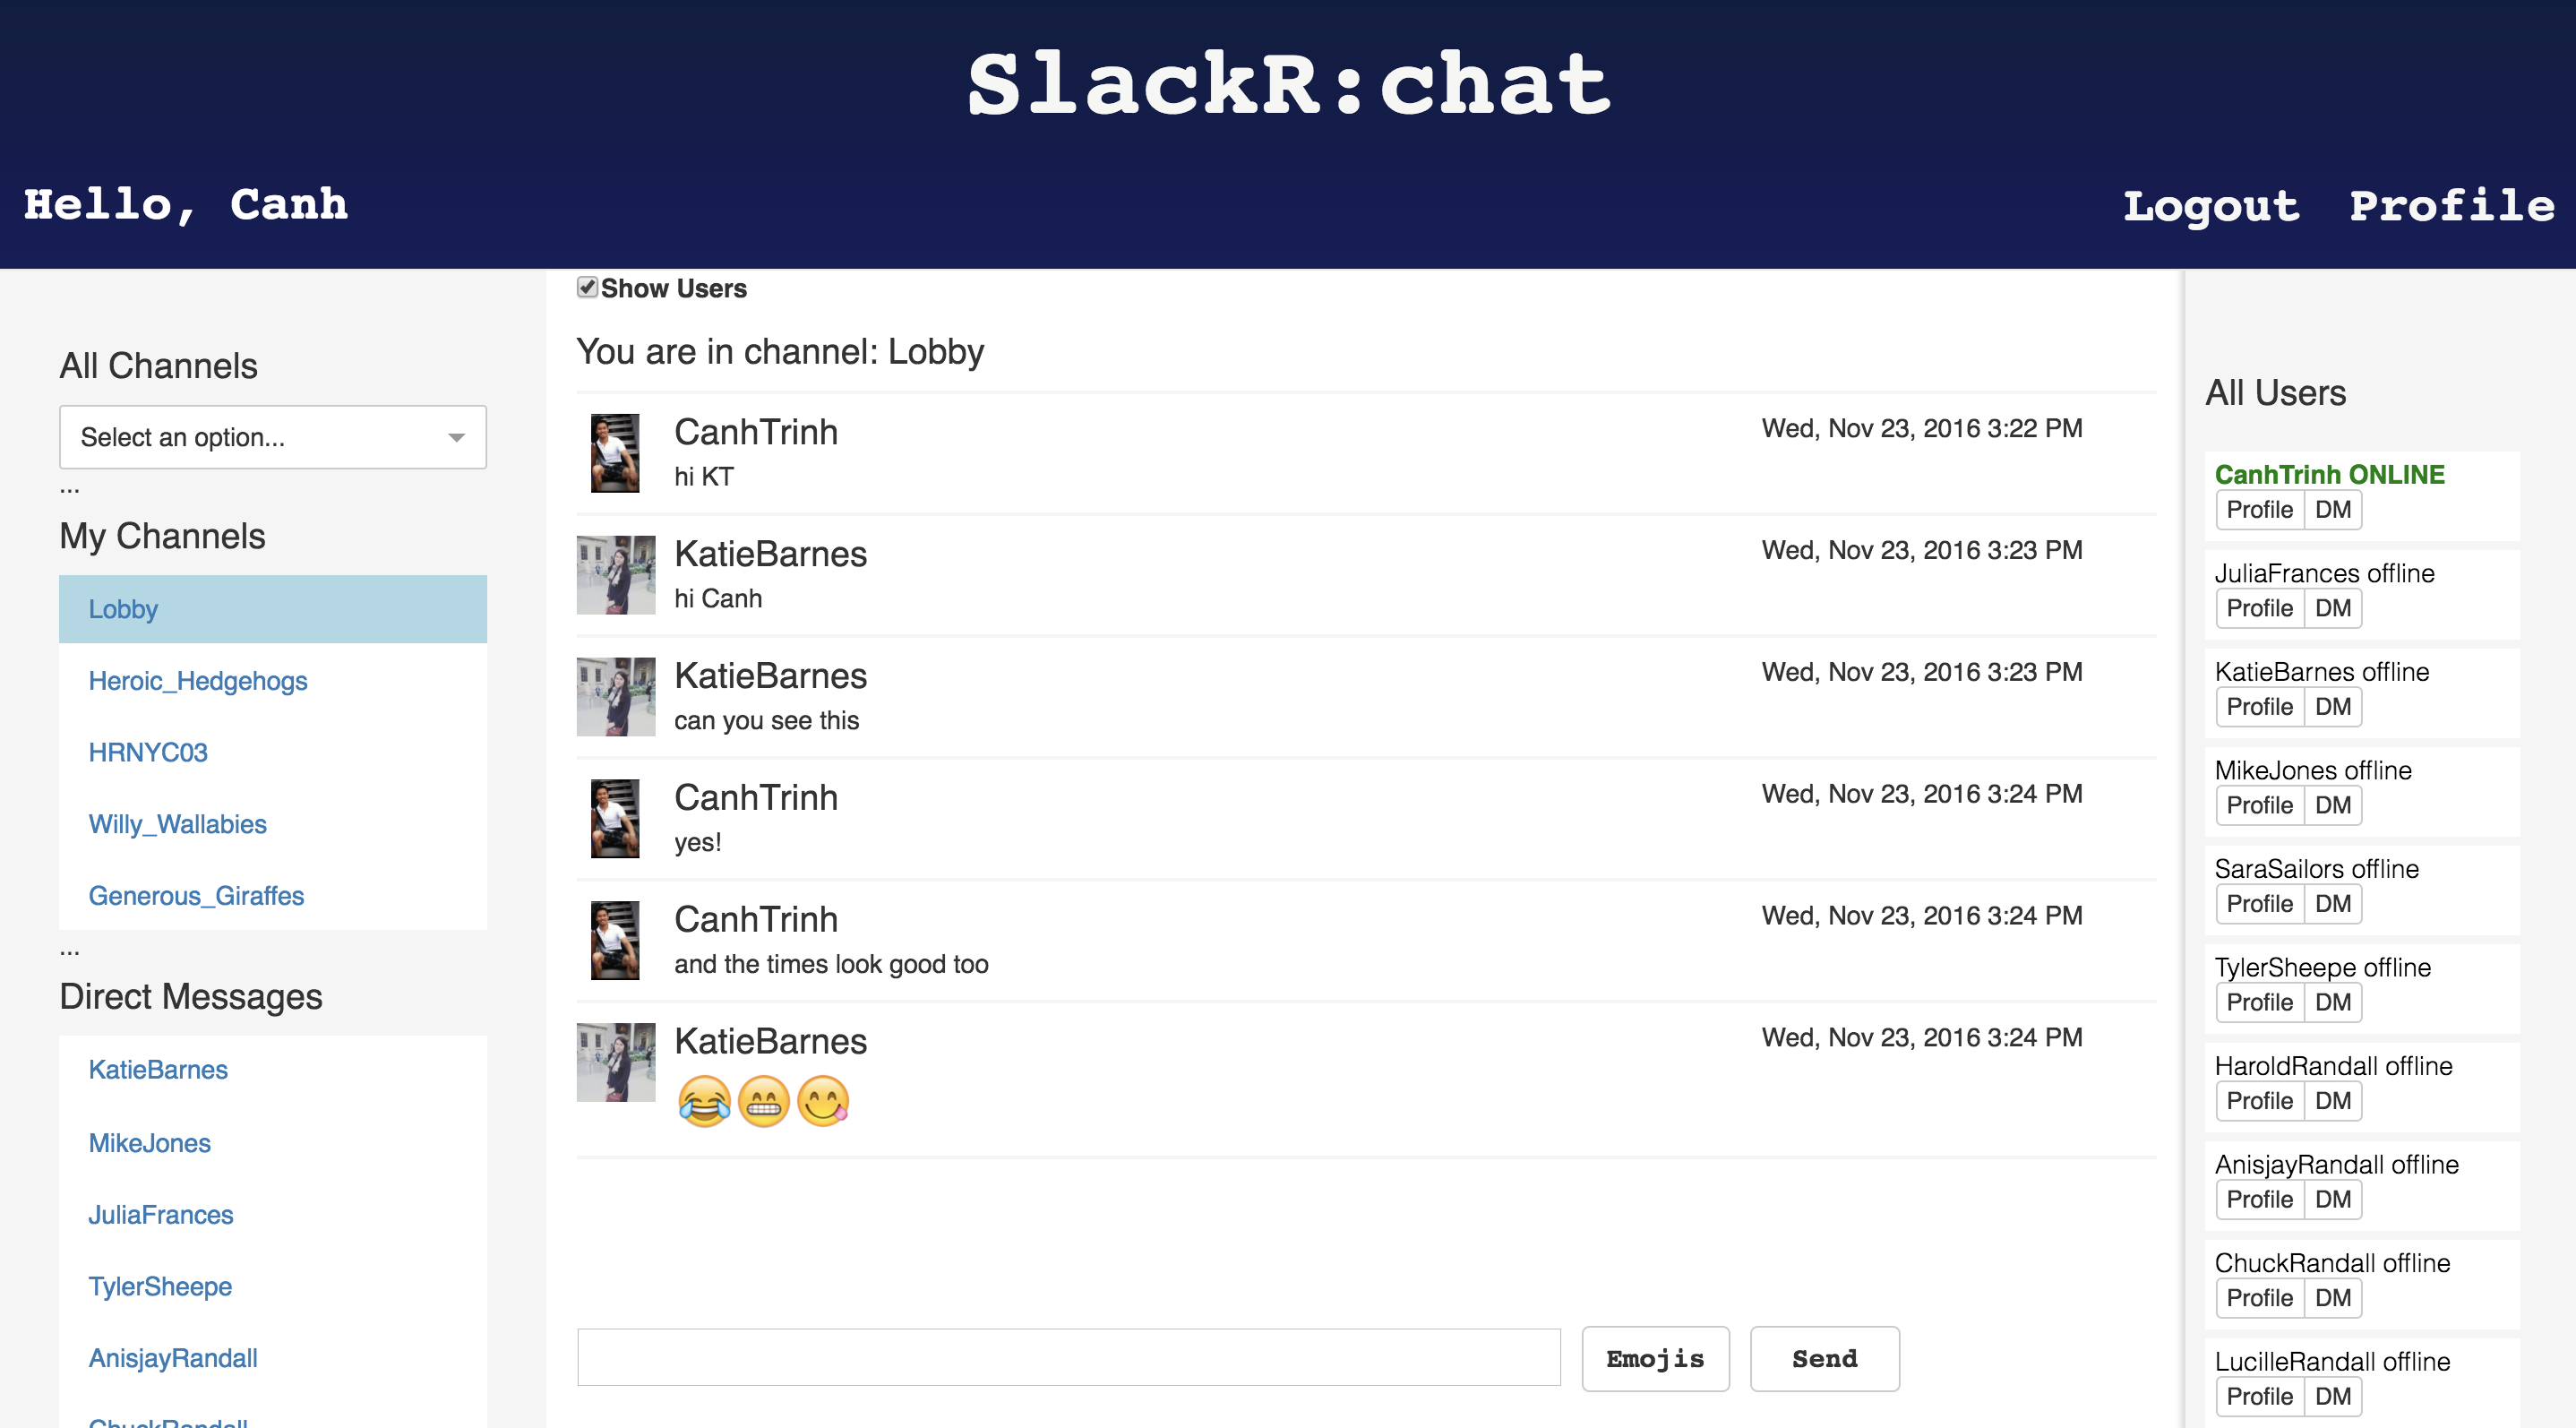 SlackR:chat
Hello, Canh
Logout Profile
All Channels
Select an option...
...
My Channels
Lobby
Heroic_Hedgehogs
HRNYC03
Willy_Wallabies
Generous_Giraffes
...
Direct Messages
KatieBarnes
MikeJones
JuliaFrances
TylerSheepe
AnisjayRandall
ChuckRandall
Show Users
You are in channel: Lobby
CanhTrinh Wed, Nov 23, 2016 3:22 PM
hi KT
KatieBarnes Wed, Nov 23, 2016 3:23 PM
hi Canh
KatieBarnes Wed, Nov 23, 2016 3:23 PM
can you see this
CanhTrinh Wed, Nov 23, 2016 3:24 PM
yes!
CanhTrinh Wed, Nov 23, 2016 3:24 PM
and the times look good too
KatieBarnes Wed, Nov 23, 2016 3:24 PM
😂😁😋
Emojis Send
All Users
CanhTrinh ONLINE
Profile DM
JuliaFrances offline
Profile DM
KatieBarnes offline
Profile DM
MikeJones offline
Profile DM
SaraSailors offline
Profile DM
TylerSheepe offline
Profile DM
HaroldRandall offline
Profile DM
AnisjayRandall offline
Profile DM
ChuckRandall offline
Profile DM
LucilleRandall offline
Profile DM